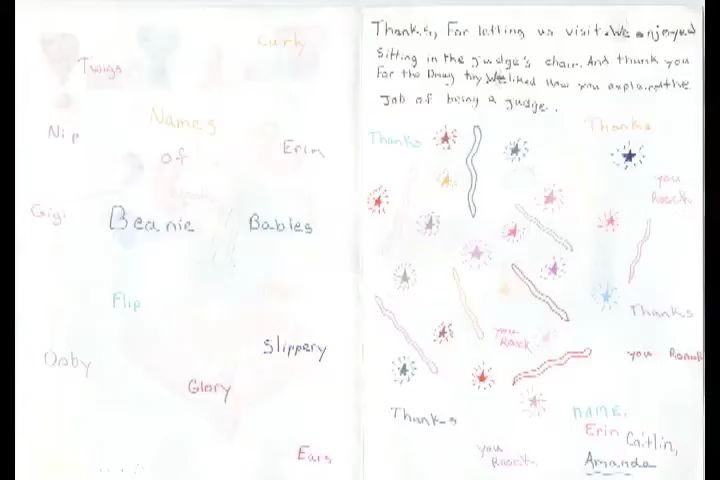 Curly
Twigs
Names
Nip
of
Erin
Gigi
Beanie Babies
Flip
Slippery
Glory
Ears
Thanks, For letting us visit. We enjoyed
sitting in the judge's chair. And thank you
For the Doug toy. We liked how you explained the
job of being a judge.
Thanks
Thanks
you
Rock
Thanks
you
Rock
you Rock
Thanks
NAME,
Erin
Caitlin,
you
Rock
Amanda